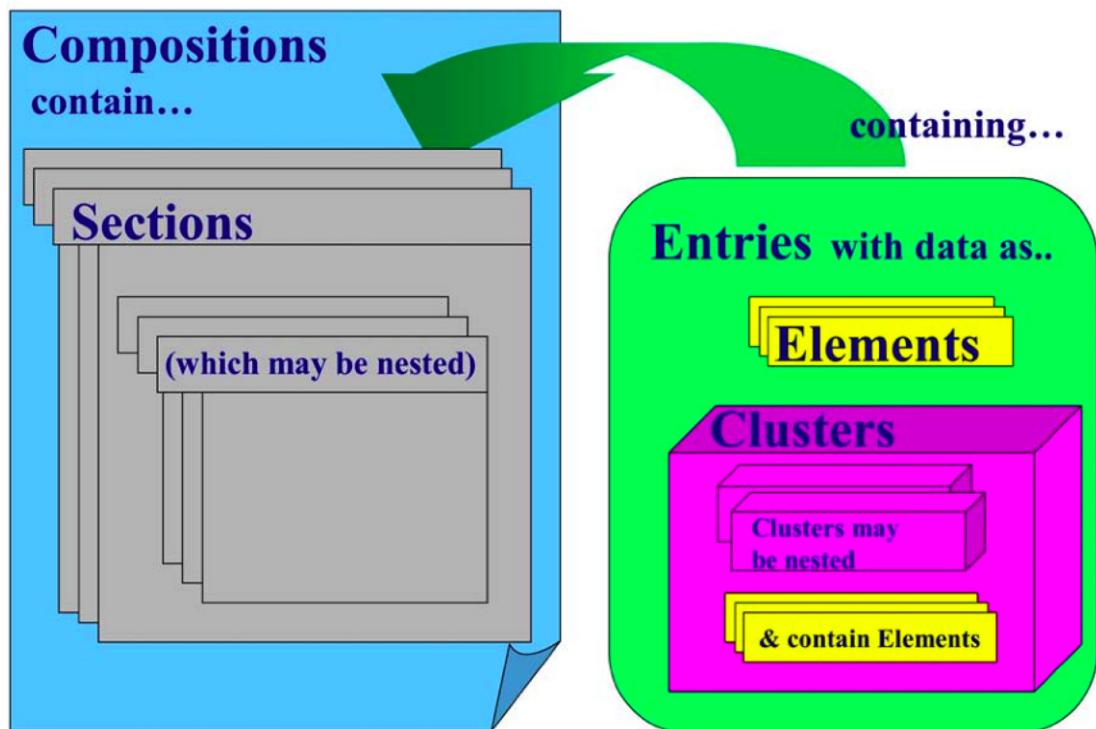 Compositions
contain…
Sections
(which may be nested)
containing…
Entries with data as..
Elements
Clusters
Clusters may
be nested
& contain Elements